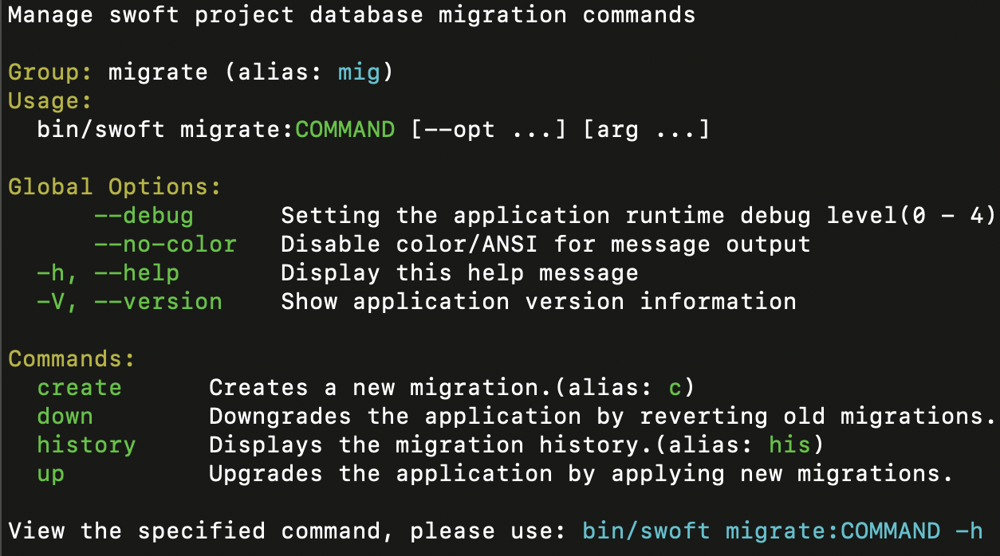 Manage swoft project database migration commands
Group: migrate (alias: mig)
Usage:
bin/swoft migrate:COMMAND [--opt ...] [arg ...]
Global Options:
--debug Setting the application runtime debug level(0 - 4)
--no-color Disable color/ANSI for message output
-h, --help Display this help message
-V, --version Show application version information
Commands:
create Creates a new migration.(alias: c)
down Downgrades the application by reverting old migrations.
history Displays the migration history.(alias: his)
up Upgrades the application by applying new migrations.
View the specified command, please use: bin/swoft migrate:COMMAND -h